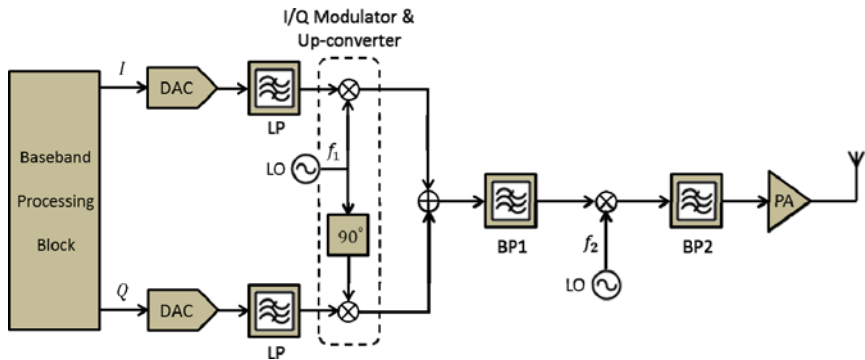 I/Q Modulator &
Up-converter
I
DAC
LP
Baseband
Processing
Block
LO
f₁
90°
BP1
f₂
LO
BP2
PA
Q
DAC
LP